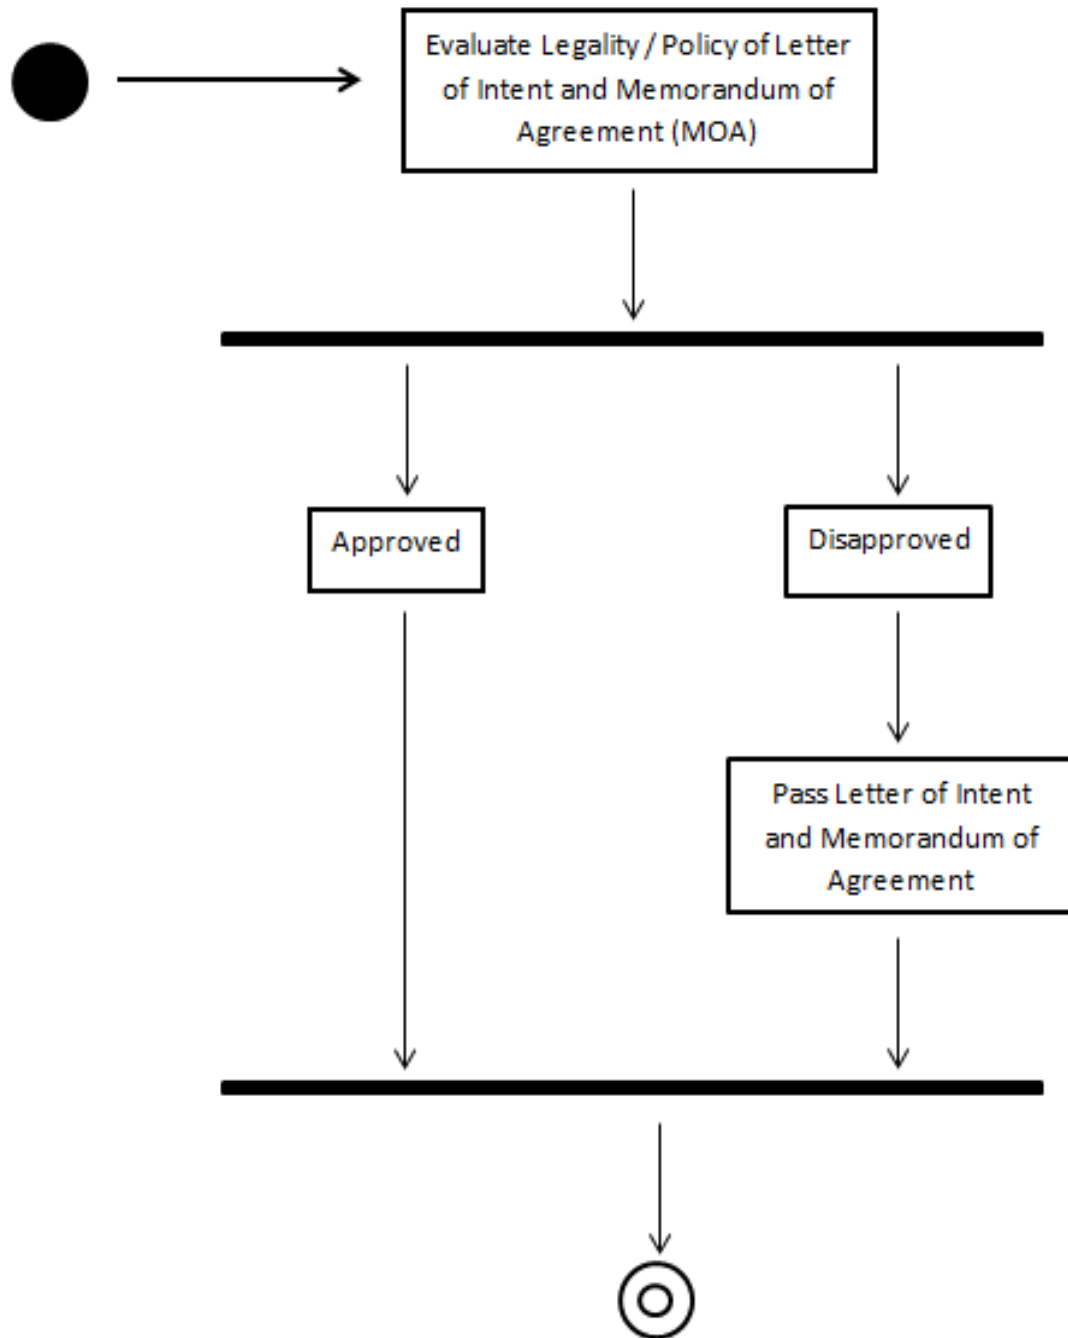 Evaluate Legality / Policy of Letter
of Intent and Memorandum of
Agreement (MOA)
Approved
Disapproved
Pass Letter of Intent
and Memorandum of
Agreement